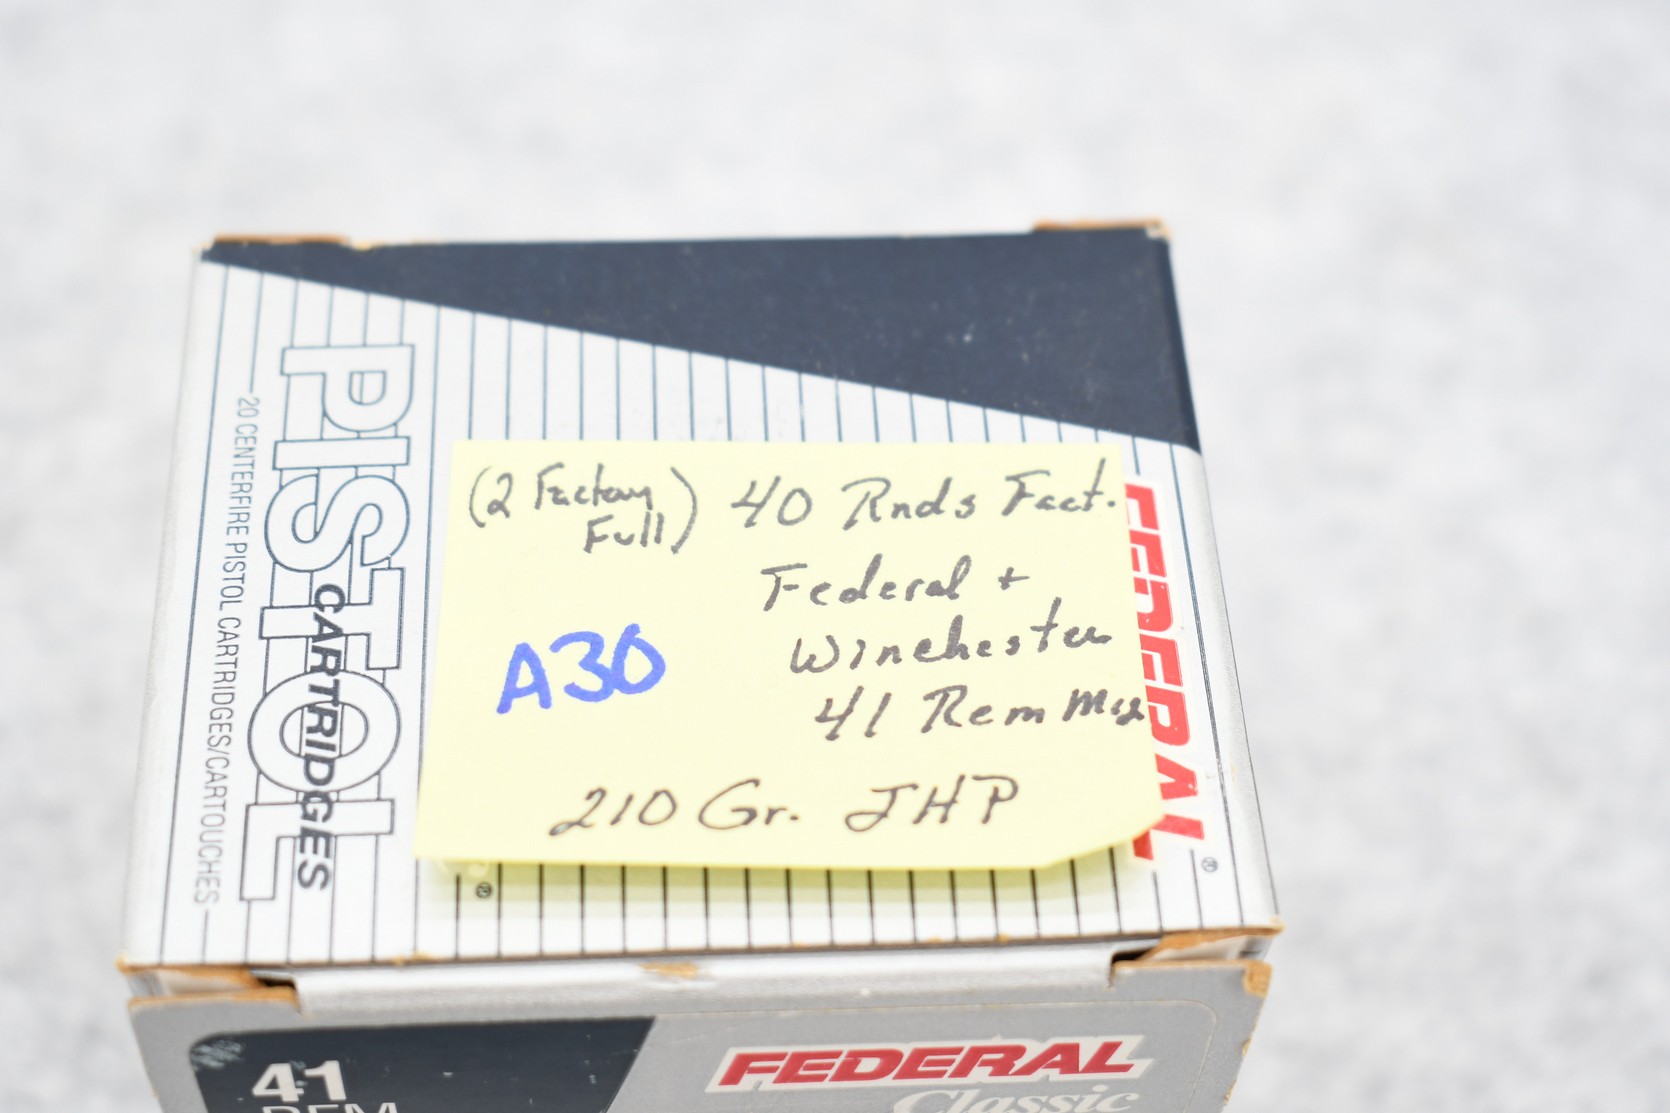 PISTOL
CARTRIDGES
20 CENTERFIRE PISTOL CARTRIDGES/CARTOUCHES
(2 Factory Full) 40 Rnds Fact.
Federal +
Winchester
A30
41 Rem Mag
210 Gr. JHP
FEDERAL
®
®
41
REM
FEDERAL
Classic